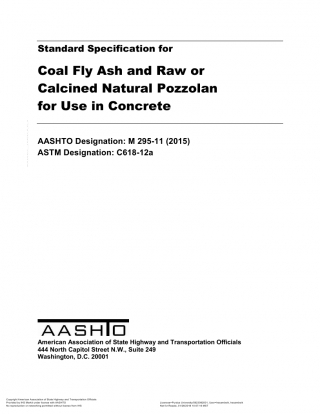 Standard Specification for
Coal Fly Ash and Raw or
Calcined Natural Pozzolan
for Use in Concrete
AASHTO Designation: M 295-11 (2015)
ASTM Designation: C618-12a
AASHTO
American Association of State Highway and Transportation Officials
444 North Capitol Street N.W., Suite 249
Washington, D.C. 20001